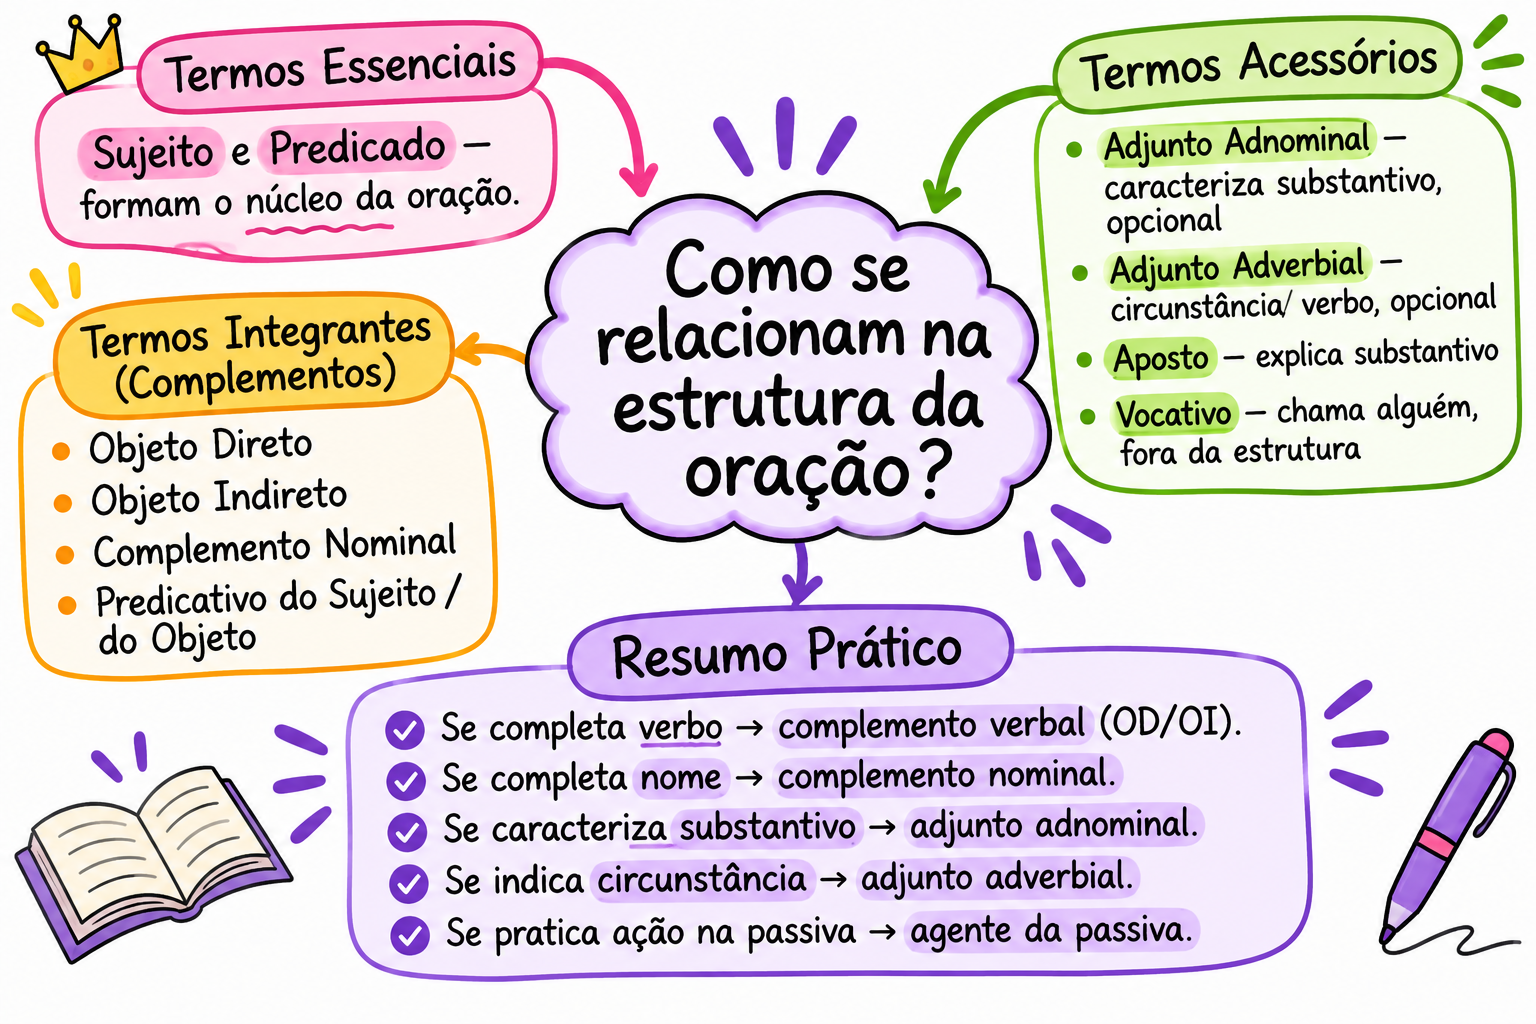 Termos Essenciais
Sujeito e Predicado —
formam o núcleo da oração.
Termos Integrantes
(Complementos)
• Objeto Direto
• Objeto Indireto
• Complemento Nominal
• Predicativo do Sujeito /
do Objeto
Como se
relacionam na
estrutura da
oração?
Termos Acessórios
• Adjunto Adnominal —
caracteriza substantivo,
opcional
• Adjunto Adverbial —
circunstância/ verbo, opcional
• Aposto — explica substantivo
• Vocativo — chama alguém,
fora da estrutura
Resumo Prático
Se completa verbo → complemento verbal (OD/OI).
Se completa nome → complemento nominal.
Se caracteriza substantivo → adjunto adnominal.
Se indica circunstância → adjunto adverbial.
Se pratica ação na passiva → agente da passiva.